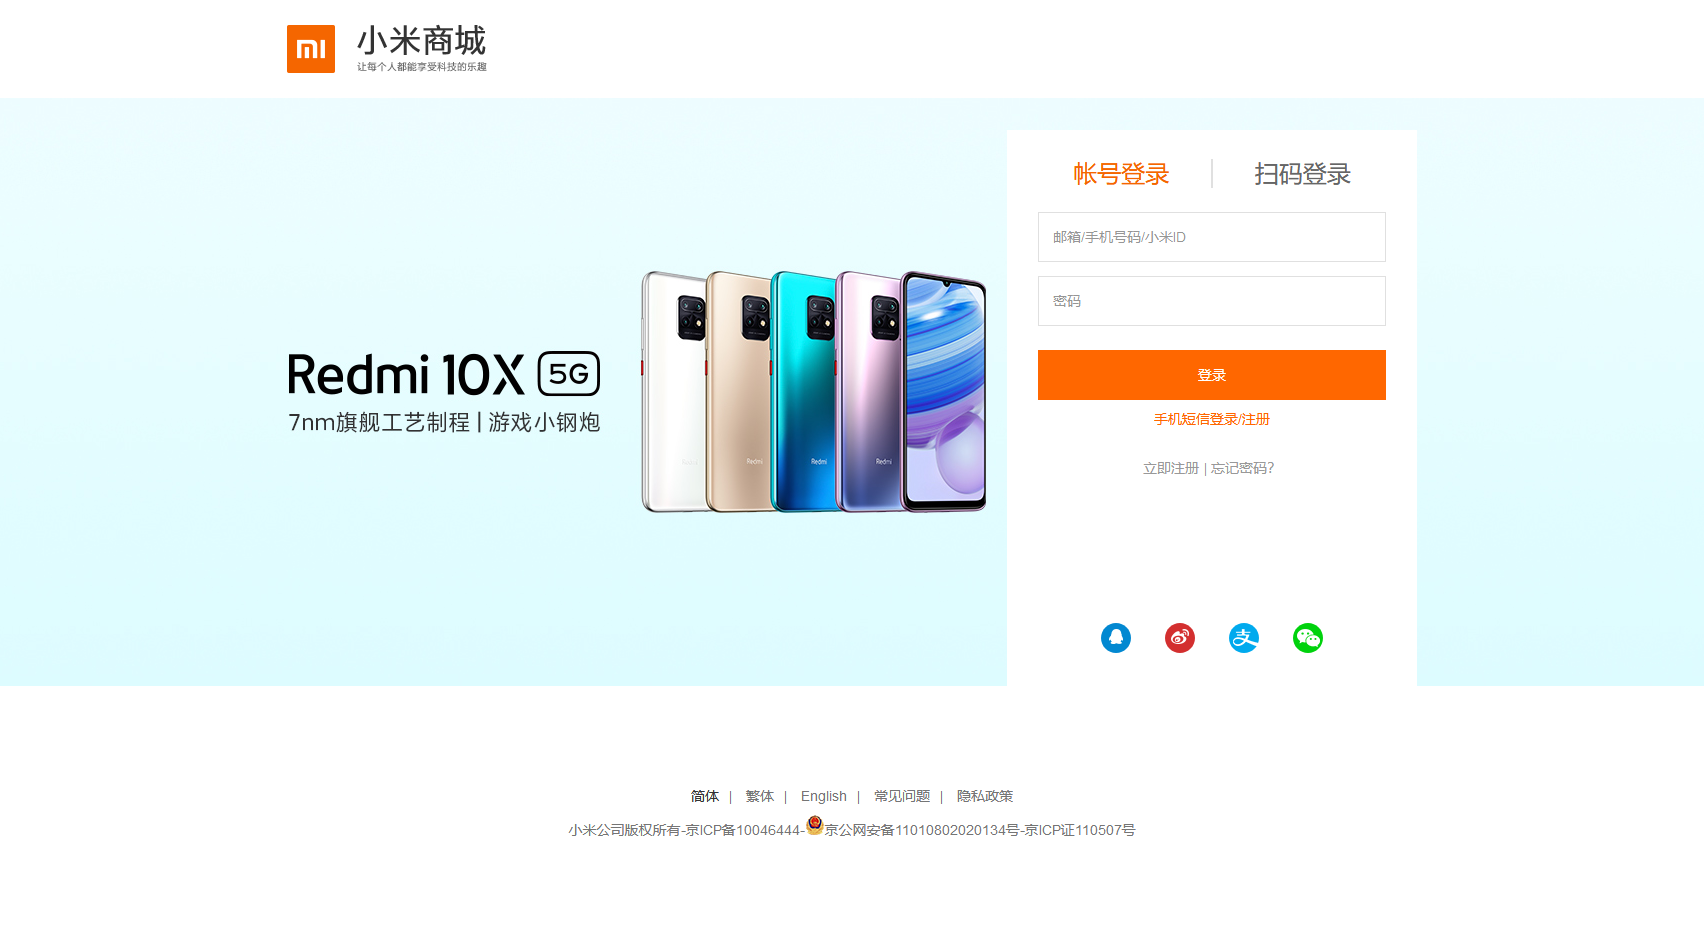 小米商城
让每个人都能享受科技的乐趣
帐号登录 扫码登录
邮箱/手机号码/小米ID
密码
登录
手机短信登录/注册
立即注册 | 忘记密码?
Redmi 10X 5G
7nm旗舰工艺制程 | 游戏小钢炮
Redmi Redmi Redmi
简体 | 繁体 | English | 常见问题 | 隐私政策
小米公司版权所有-京ICP备10046444-京公网安备11010802020134号-京ICP证110507号